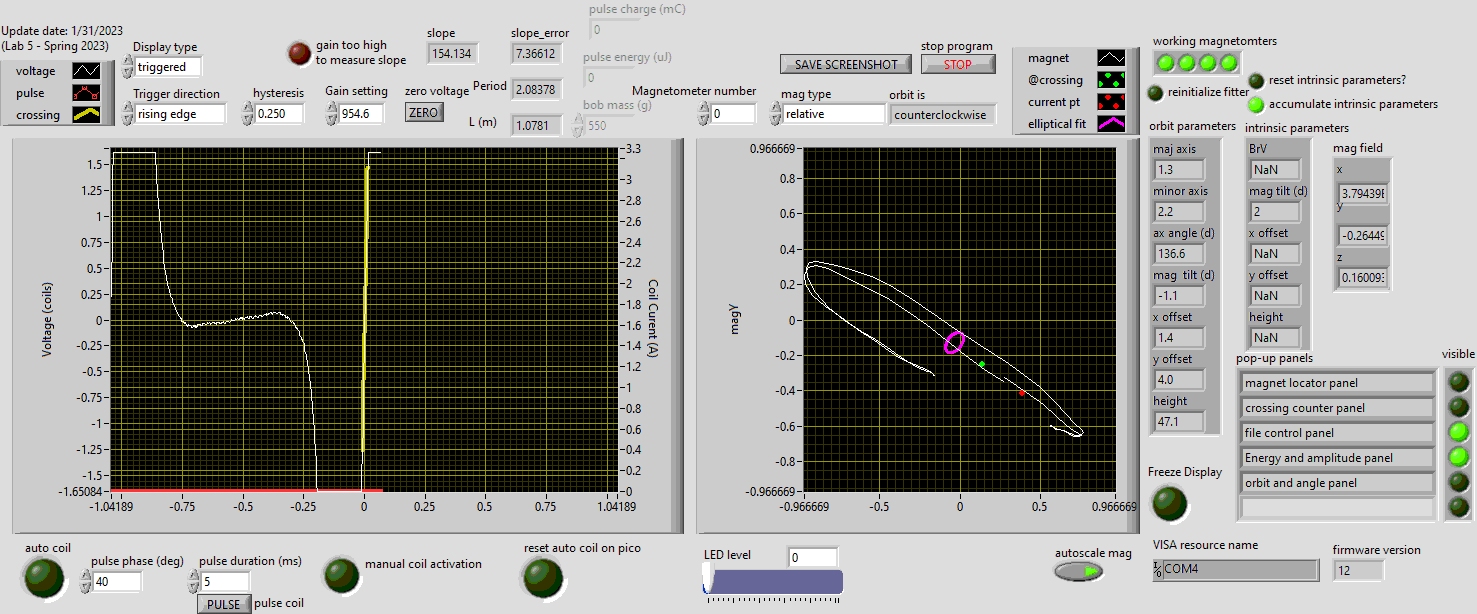 Update date: 1/31/2023
(Lab 5 - Spring 2023)
voltage
pulse
crossing
Display type
triggered
Trigger direction
rising edge
gain too high
to measure slope
hysteresis
0.250
Gain setting
954.6
zero voltage
ZERO
slope
154.134
slope_error
7.36612
Period
2.08378
L (m)
1.0781
pulse charge (mC)
0
pulse energy (uJ)
0
bob mass (g)
550
Magnetometer number
0
SAVE SCREENSHOT
stop program
STOP
mag type
relative
orbit is
counterclockwise
magnet
@crossing
current pt
elliptical fit
working magnetomters
reinitialize fitter
reset intrinsic parameters?
accumulate intrinsic parameters
orbit parameters
maj axis
1.3
minor axis
2.2
ax angle (d)
136.6
mag tilt (d)
-1.1
x offset
1.4
y offset
4.0
height
47.1
intrinsic parameters
BrV
NaN
mag tilt (d)
2
x offset
NaN
y offset
NaN
height
NaN
mag field
x
3.79439E
y
-0.26449
z
0.16009
pop-up panels
visible
magnet locator panel
crossing counter panel
file control panel
Energy and amplitude panel
orbit and angle panel
Freeze Display
Voltage (coils)
1.5
1.25
1
0.75
0.5
0.25
0
-0.25
-0.5
-0.75
-1
-1.25
-1.5
-1.65084
-1.04189
-0.75
-0.5
-0.25
0
0.25
0.5
0.75
1.04189
3.3
3
2.8
2.6
2.4
2.2
2
1.8
1.6
1.4
1.2
1
0.8
0.6
0.4
0.2
0
Coil Curent (A)
magy
0.966669
0.8
0.6
0.4
0.2
0
-0.2
-0.4
-0.6
-0.8
-0.966669
-0.966669
-0.5
0
0.5
0.966669
auto coil
pulse phase (deg)
40
pulse duration (ms)
5
PULSE
pulse coil
manual coil activation
reset auto coil on pico
LED level
0
autoscale mag
VISA resource name
COM4
firmware version
12